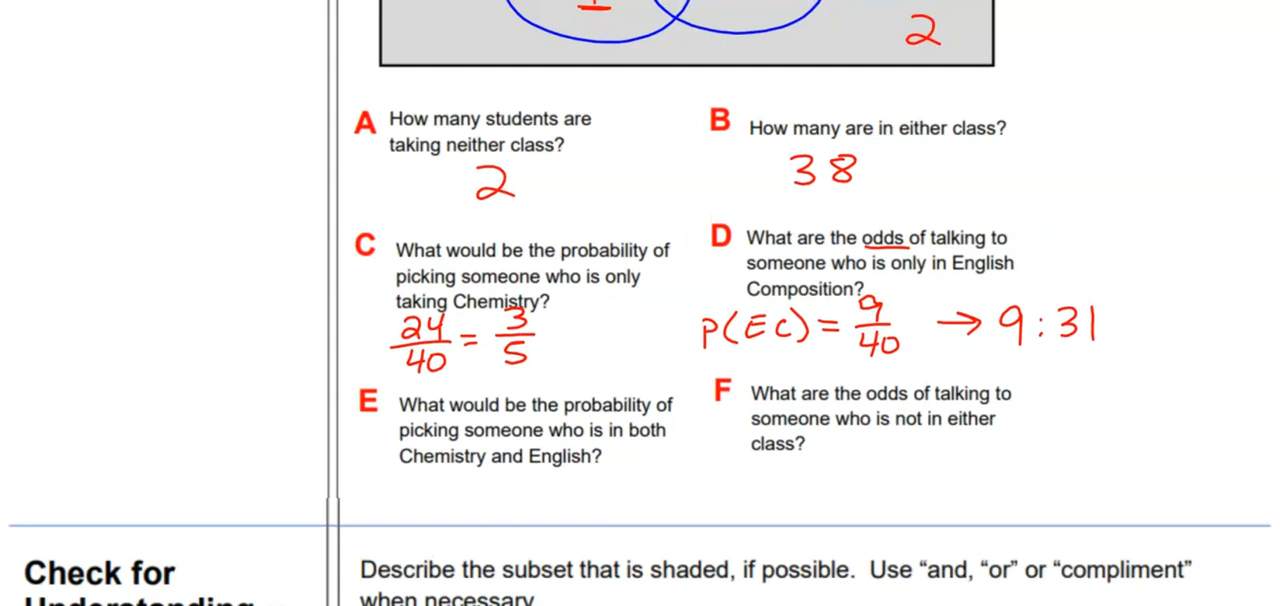 2
A How many students are
taking neither class?
2
B How many are in either class?
38
C What would be the probability of
picking someone who is only
taking Chemistry?
24/40 = 3/5
D What are the odds of talking to
someone who is only in English
Composition?
P(EC) = 9/40 → 9:31
E What would be the probability of
picking someone who is in both
Chemistry and English?
F What are the odds of talking to
someone who is not in either
class?
Check for
Understanding
Describe the subset that is shaded, if possible. Use “and, “or” or “compliment”
when necessary